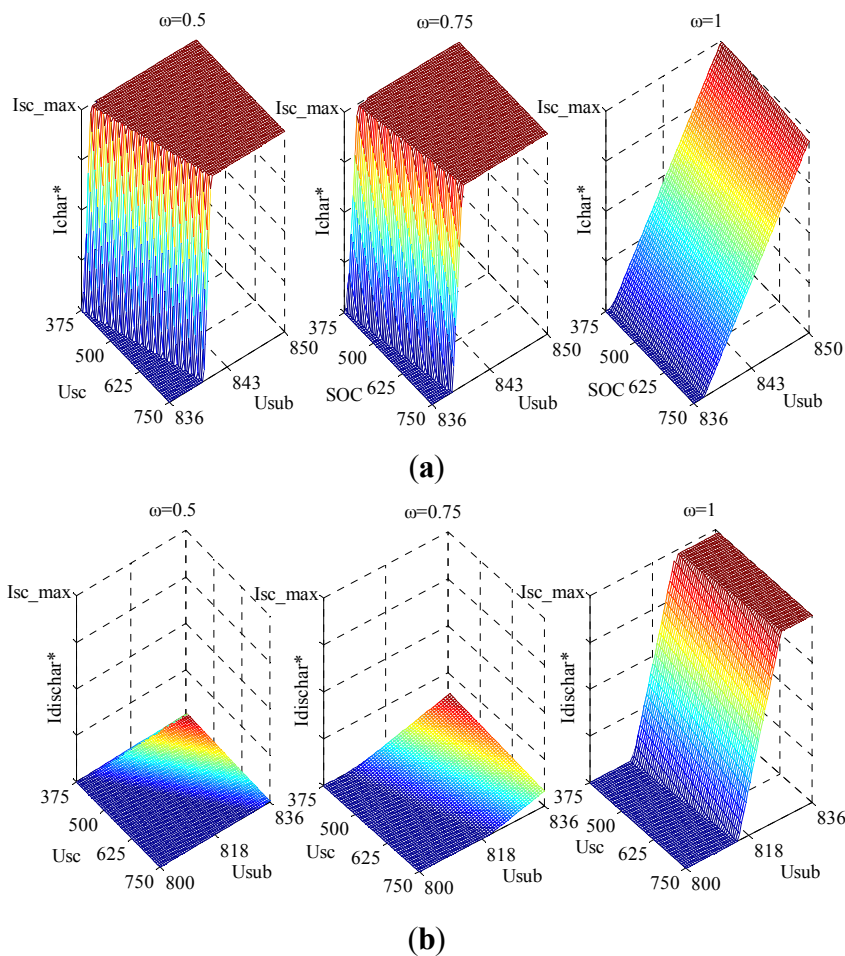 ω=0.5
ω=0.75
ω=1
Isc_max
Isc_max
Isc_max
Ichar*
Ichar*
Ichar*
375
500
Usc
625
750
836
843
Usub
850
375
500
SOC
625
750
836
843
Usub
850
375
500
SOC
625
750
836
843
Usub
850
(a)
ω=0.5
ω=0.75
ω=1
Isc_max
Isc_max
Isc_max
Idischar*
Idischar*
Idischar*
375
500
Usc
625
750
800
818
Usub
836
375
500
Usc
625
750
800
818
Usub
836
375
500
Usc
625
750
800
818
Usub
836
(b)